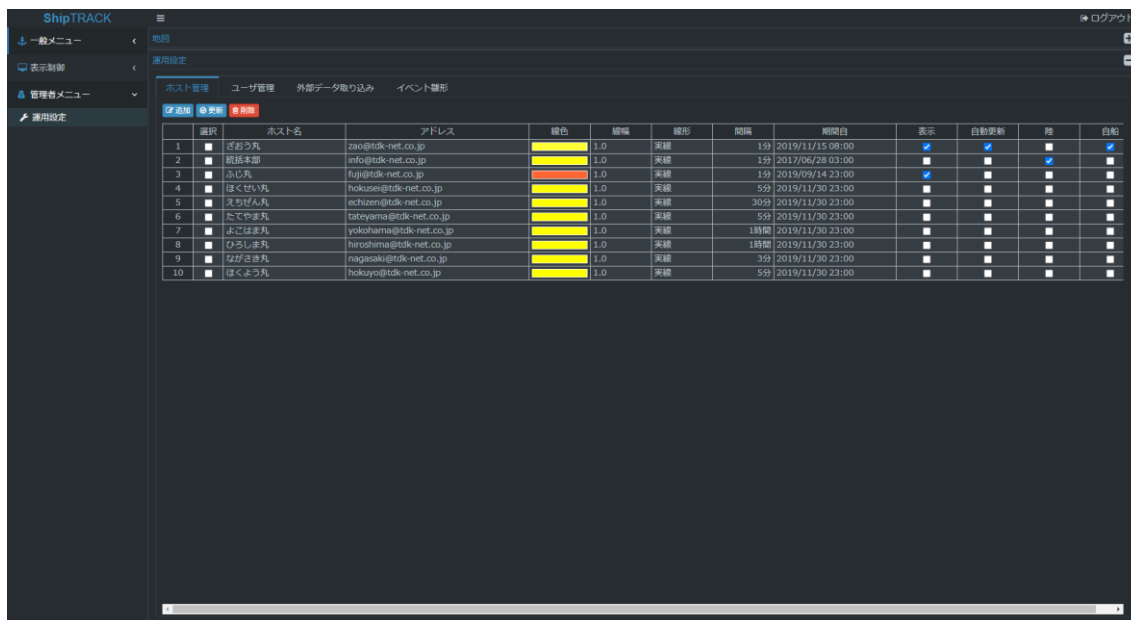 ShipTRACK
ログアウト
一般メニュー
表示制御
管理者メニュー
運用設定
地図
運用設定
ホスト管理 ユーザ管理 外部データ取り込み イベント雛形
追加 更新 削除
選択 ホスト名 アドレス 線色 線幅 線形 間隔 期間自 表示 自動更新 陸 自船
1 ざおう丸 zao@tdk-net.co.jp 1.0 実線 1分 2019/11/15 08:00
2 統括本部 info@tdk-net.co.jp 1.0 実線 1分 2017/06/28 03:00
3 ふじ丸 fuji@tdk-net.co.jp 1.0 実線 1分 2019/09/14 23:00
4 ほくせい丸 hokusei@tdk-net.co.jp 1.0 実線 5分 2019/11/30 23:00
5 えちぜん丸 echizen@tdk-net.co.jp 1.0 実線 30分 2019/11/30 23:00
6 たてやま丸 tateyama@tdk-net.co.jp 1.0 実線 5分 2019/11/30 23:00
7 よこはま丸 yokohama@tdk-net.co.jp 1.0 実線 1時間 2019/11/30 23:00
8 ひろしま丸 hiroshima@tdk-net.co.jp 1.0 実線 1時間 2019/11/30 23:00
9 ながさき丸 nagasaki@tdk-net.co.jp 1.0 実線 3分 2019/11/30 23:00
10 ほくよう丸 hokuyo@tdk-net.co.jp 1.0 実線 5分 2019/11/30 23:00